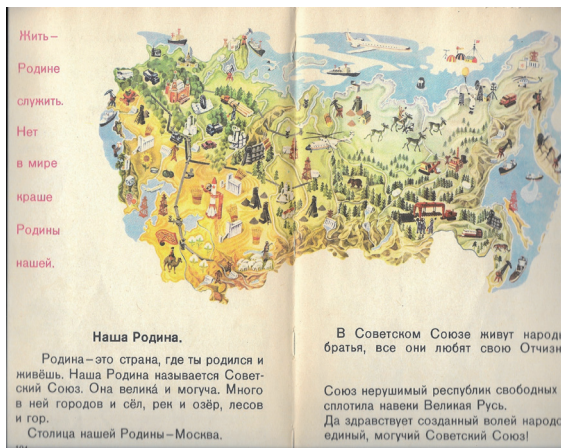 Жить –
Родине
служить.
Нет
в мире
краше
Родины
нашей.
Наша Родина.
Родина – это страна, где ты родился и
живёшь. Наша Родина называется Совет-
ский Союз. Она велика́ и могуча. Много
в ней городов и сёл, рек и озёр, лесов
и гор.
Столица нашей Родины – Москва.
В Советском Союзе живут народ
братья, все они любят свою Отчизн
Союз нерушимый республик свободных
сплотила навеки Великая Русь.
Да здравствует созданный волей народо
единый, могучий Советский Союз!